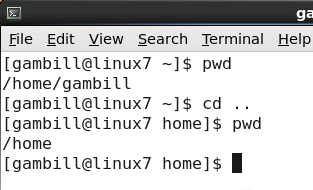 ga
File Edit View Search Terminal Help
[gambill@linux7 ~]$ pwd
/home/gambill
[gambill@linux7 ~]$ cd ..
[gambill@linux7 home]$ pwd
/home
[gambill@linux7 home]$